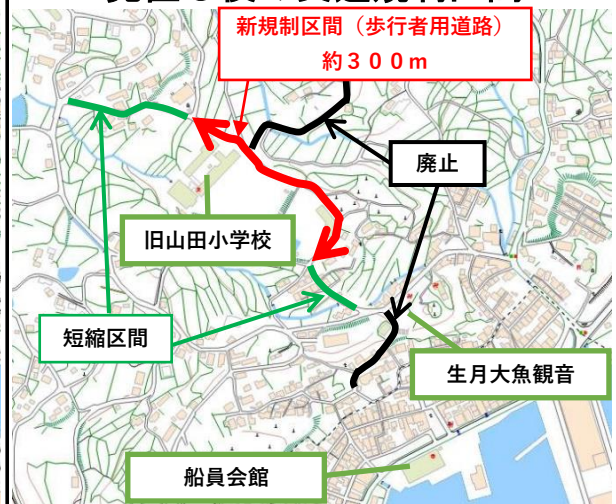 新規制区間（歩行者用道路）
約３００ｍ
廃止
旧山田小学校
短縮区間
生月大魚観音
船員会館